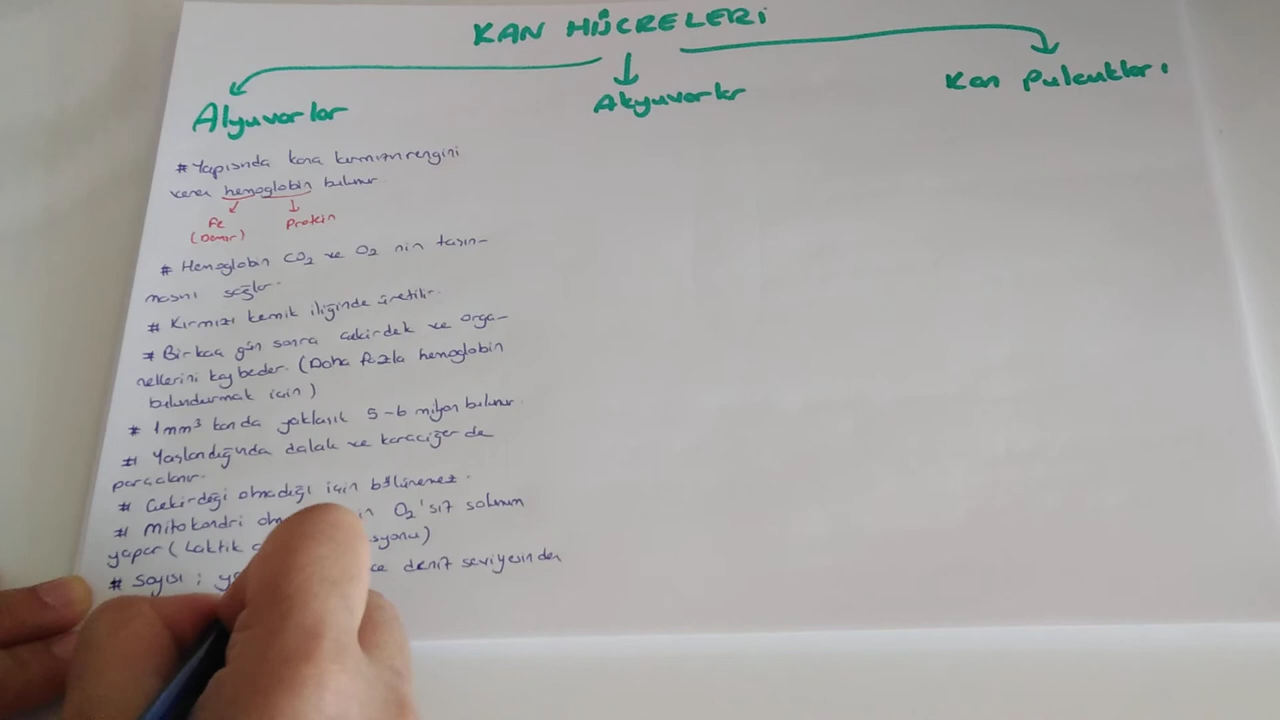 KAN HÜCRELERİ
Alyuvarlar
Akyuvarlar
Kan Pulcukları
# Yapısında kana kırmızı rengini
veren hemoglobin bulunur.
Fe
(Demir)
Protein
# Hemoglobin CO₂ ve O₂ nin taşın-
masını sağlar.
# Kırmızı kemik iliğinde üretilir.
# Birkaç gün sonra çekirdek ve orga-
nellerini kaybeder. (Daha fazla hemoglobin
bulundurmak için)
# 1mm³ kanda yaklaşık 5-6 milyon bulunur.
# Yaşlandığında dalak ve karaciğerde
parçalanır.
# Çekirdeği olmadığı için bölünemez.
# Mitokondri O₂'siz solunum
yapar (Laktik
# Sayısı ; deniz seviyesinden